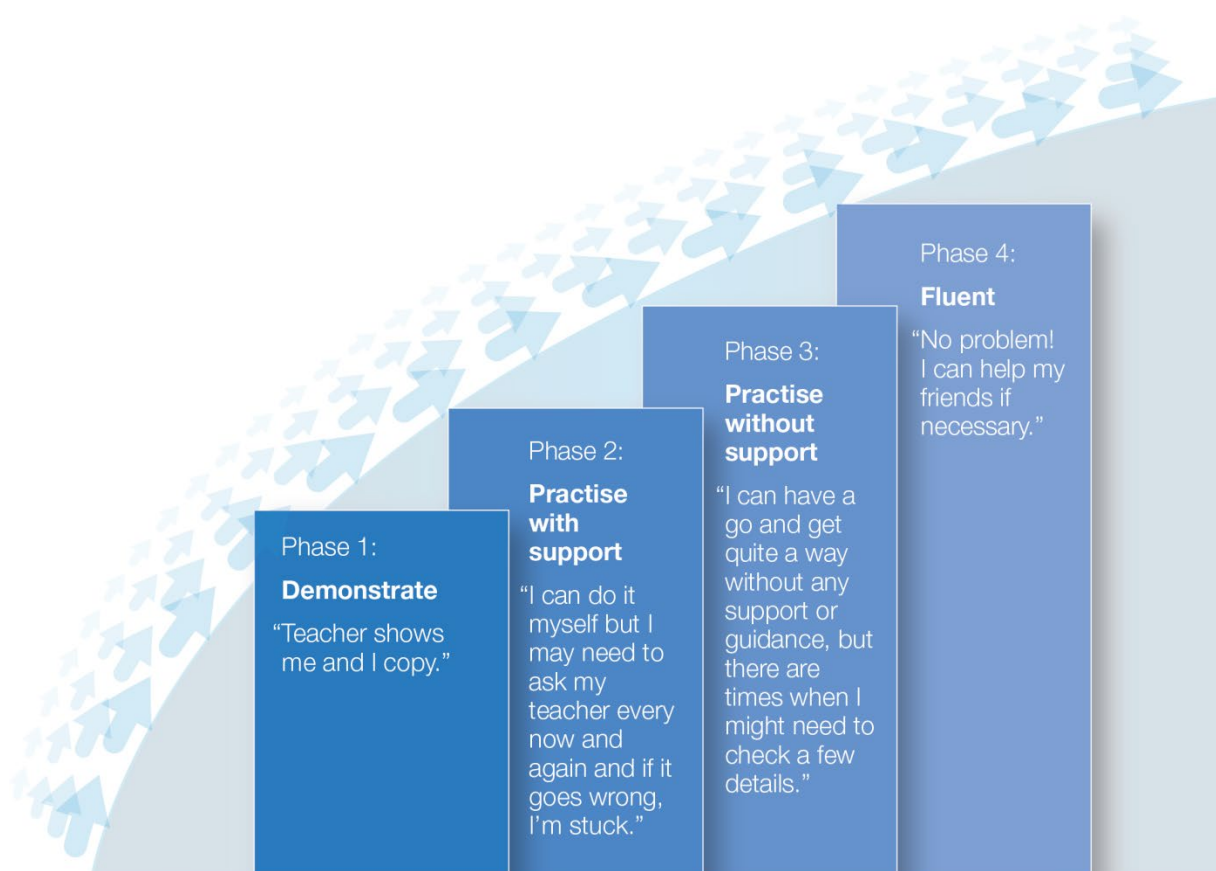 Phase 1:
Demonstrate
“Teacher shows
me and I copy.”
Phase 2:
Practise
with
support
“I can do it
myself but I
may need to
ask my
teacher every
now and
again and if it
goes wrong,
I’m stuck.”
Phase 3:
Practise
without
support
“I can have a
go and get
quite a way
without any
support or
guidance, but
there are
times when I
might need to
check a few
details.”
Phase 4:
Fluent
“No problem!
I can help my
friends if
necessary.”